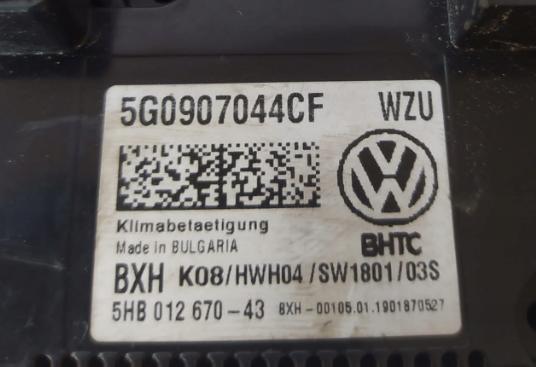 5G0907044CF WZU
Klimabetaetigung
Made in BULGARIA
BHTC
BXH K08/HWH04/SW1801/03S
5HB 012 670-43 BXH-00105.01.1901870527